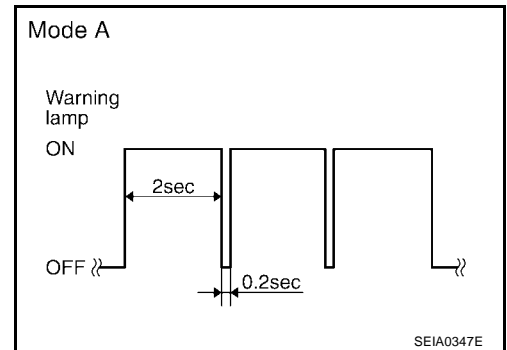 Mode A
Warning
lamp
ON
2sec
OFF
0.2sec
SEIA0347E